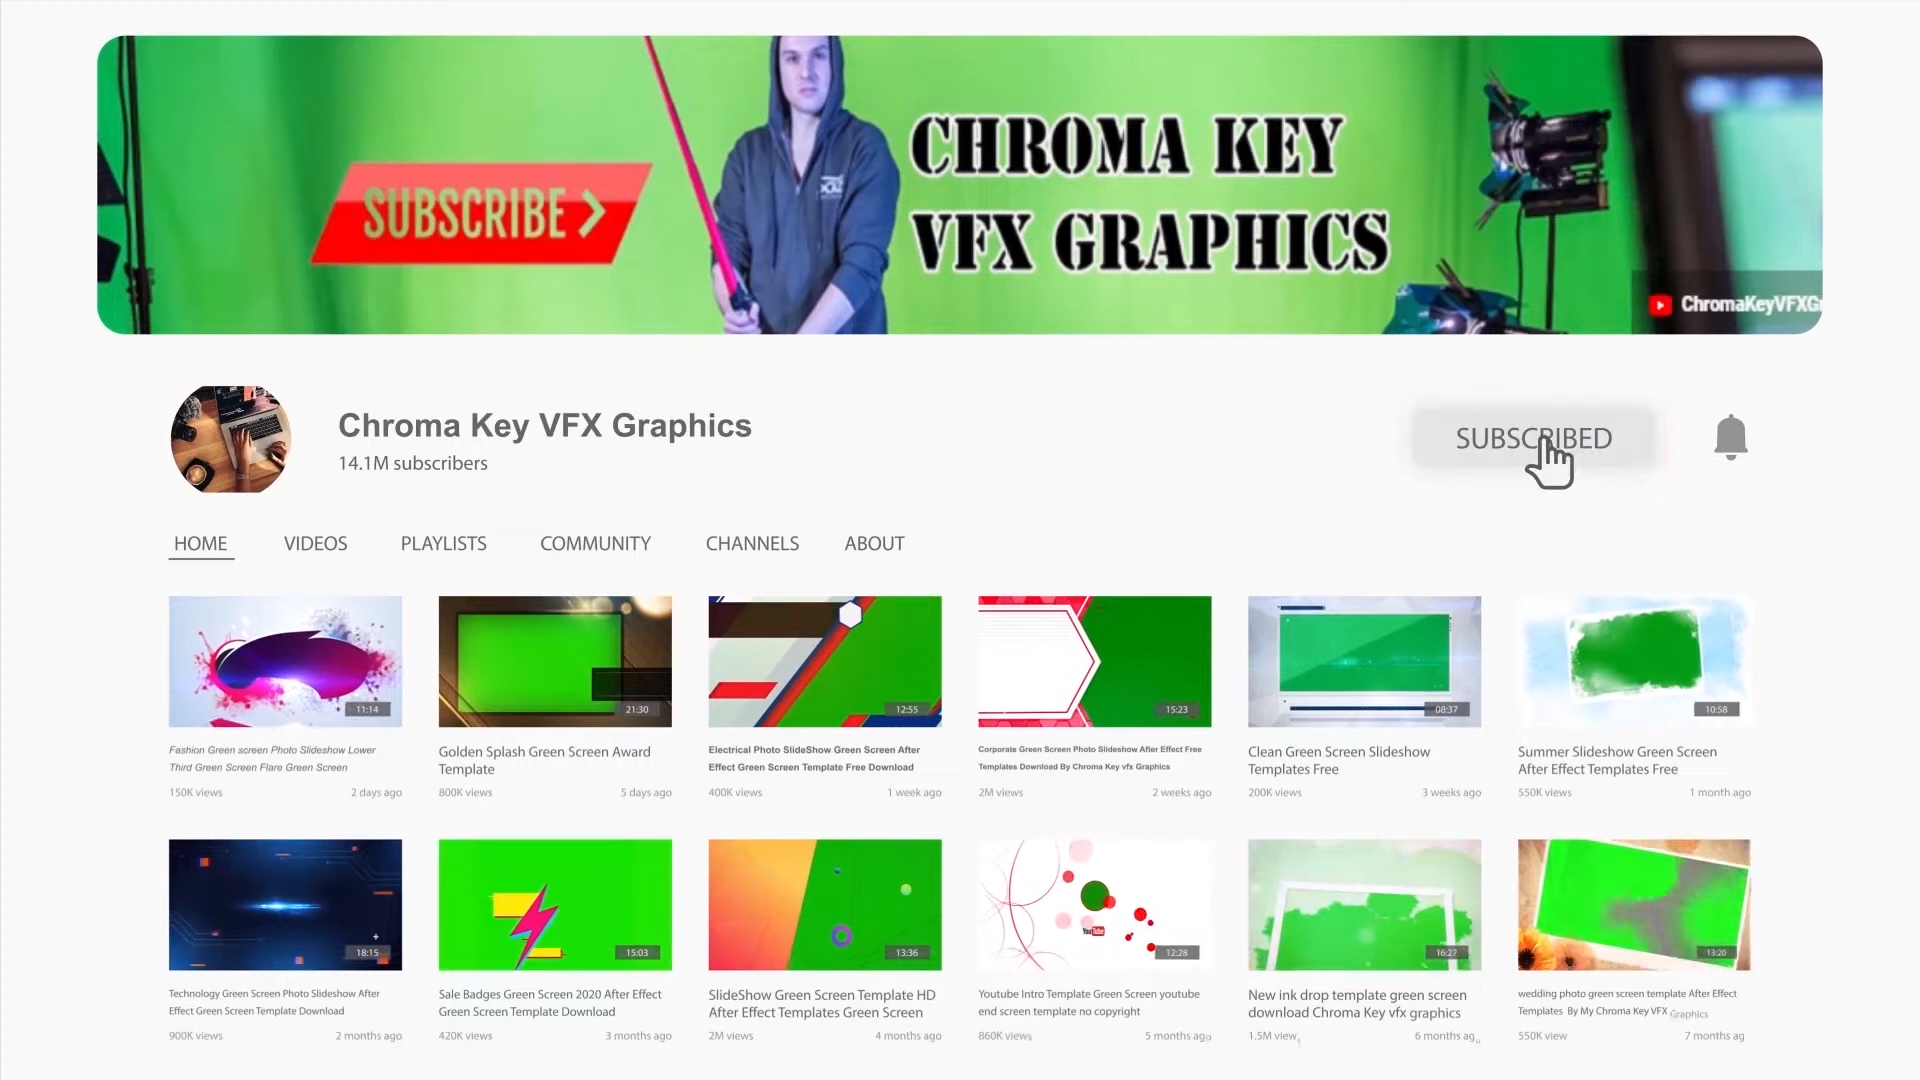 SUBSCRIBE >
CHROMA KEY
VFX GRAPHICS
ChromaKeyVFXGr
Chroma Key VFX Graphics
14.1M subscribers
SUBSCRIBED
HOME VIDEOS PLAYLISTS COMMUNITY CHANNELS ABOUT
11:14 21:30 12:55 15:23 08:37 10:58
Fashion Green screen Photo Slideshow Lower
Third Green Screen Flare Green Screen
150K views 2 days ago
Golden Splash Green Screen Award
Template
800K views 5 days ago
Electrical Photo SlideShow Green Screen After
Effect Green Screen Template Free Download
400K views 1 week ago
Corporate Green Screen Photo Slideshow After Effect Free
Templates Download By Chroma Key vfx Graphics
2M views 2 weeks ago
Clean Green Screen Slideshow
Templates Free
200K views 3 weeks ago
Summer Slideshow Green Screen
After Effect Templates Free
550K views 1 month ago
YouTube
18:15 15:03 13:36 12:28 16:27 13:20
Technology Green Screen Photo Slideshow After
Effect Green Screen Template Download
900K views 2 months ago
Sale Badges Green Screen 2020 After Effect
Green Screen Template Download
420K views 3 months ago
SlideShow Green Screen Template HD
After Effect Templates Green Screen
2M views 4 months ago
Youtube Intro Template Green Screen youtube
end screen template no copyright
860K views 5 months ago
New ink drop template green screen
download Chroma Key vfx graphics
1.5M view, 6 months ag
wedding photo green screen template After Effect
Templates By My Chroma Key VFX Graphics
550K view 7 months ag